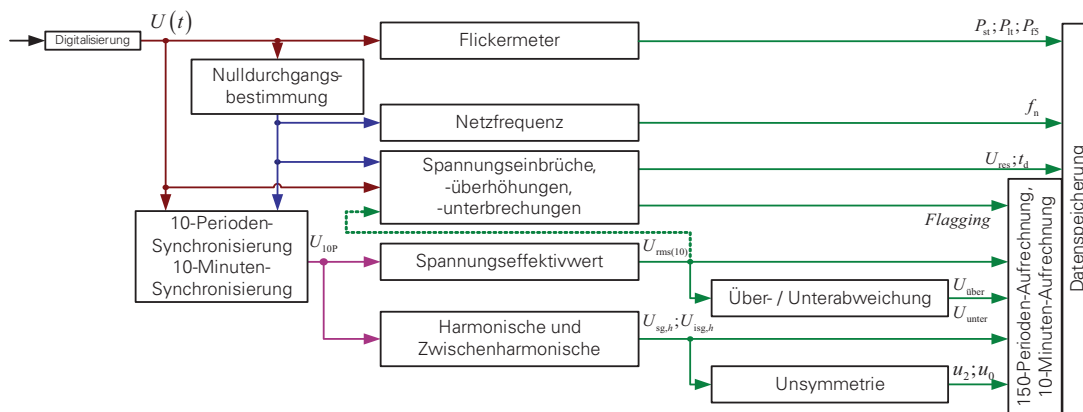 U(t)
Digitalisierung
Flickermeter
P_st; P_lt; P_f5
Nulldurchgangs-
bestimmung
Netzfrequenz
f_n
Spannungseinbrüche,
-überhöhungen,
-unterbrechungen
U_res; t_d
Flagging
10-Perioden-
Synchronisierung
10-Minuten-
Synchronisierung
U_10P
Spannungseffektivwert
U_rms(10)
Über- / Unterabweichung
U_über
U_unter
Harmonische und
Zwischenharmonische
U_sg,h; U_isg,h
Unsymmetrie
u_2; u_0
150-Perioden-Aufrechnung,
10-Minuten-Aufrechnung
Datenspeicherung